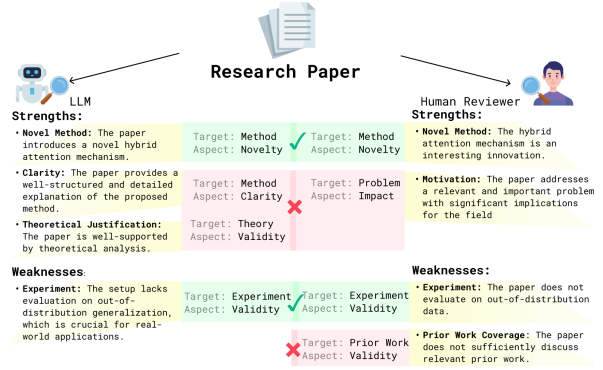 Research Paper
LLM
Strengths:
• Novel Method: The paper
introduces a novel hybrid
attention mechanism.
• Clarity: The paper provides a
well-structured and detailed
explanation of the proposed
method.
• Theoretical Justification:
The paper is well-supported
by theoretical analysis.
Weaknesses:
• Experiment: The setup lacks
evaluation on out-of-
distribution generalization,
which is crucial for real-
world applications.
Target: Method
Aspect: Novelty
Target: Method
Aspect: Novelty
Target: Method
Aspect: Clarity
Target: Problem
Aspect: Impact
Target: Theory
Aspect: Validity
Target: Experiment
Aspect: Validity
Target: Experiment
Aspect: Validity
Target: Prior Work
Aspect: Validity
Human Reviewer
Strengths:
• Novel Method: The hybrid
attention mechanism is an
interesting innovation.
• Motivation: The paper addresses
a relevant and important problem
with significant implications
for the field
Weaknesses:
• Experiment: The paper does not
evaluate on out-of-distribution
data.
• Prior Work Coverage: The paper
does not sufficiently discuss
relevant prior work.